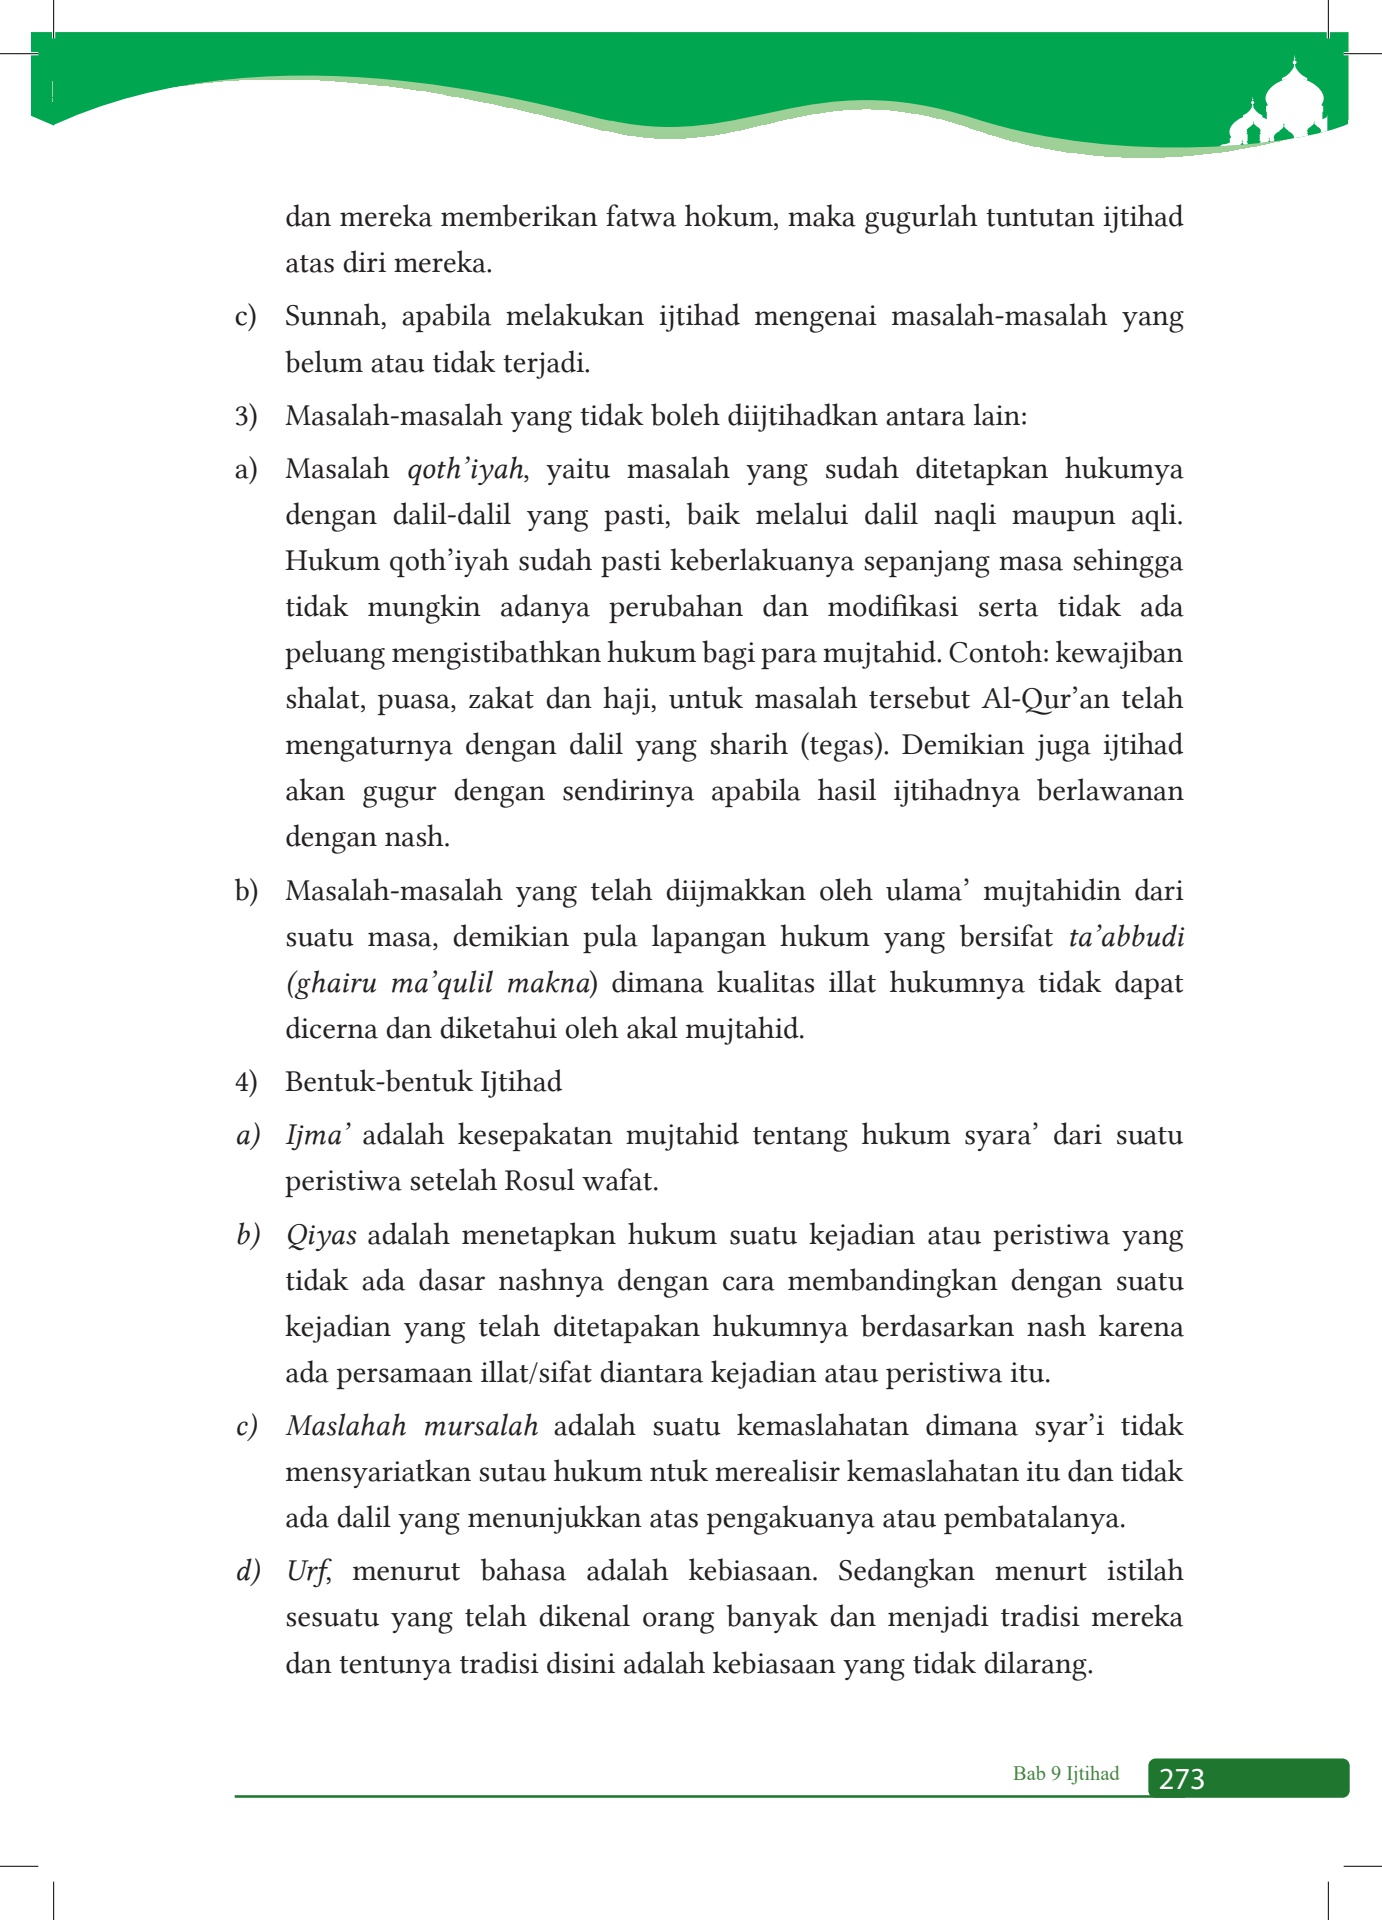 dan mereka memberikan fatwa hokum, maka gugurlah tuntutan ijtihad
atas diri mereka.
c) Sunnah, apabila melakukan ijtihad mengenai masalah-masalah yang
belum atau tidak terjadi.
3) Masalah-masalah yang tidak boleh diijtihadkan antara lain:
a) Masalah qoth’iyah, yaitu masalah yang sudah ditetapkan hukumya
dengan dalil-dalil yang pasti, baik melalui dalil naqli maupun aqli.
Hukum qoth’iyah sudah pasti keberlakuanya sepanjang masa sehingga
tidak mungkin adanya perubahan dan modifikasi serta tidak ada
peluang mengistibathkan hukum bagi para mujtahid. Contoh: kewajiban
shalat, puasa, zakat dan haji, untuk masalah tersebut Al-Qur’an telah
mengaturnya dengan dalil yang sharih (tegas). Demikian juga ijtihad
akan gugur dengan sendirinya apabila hasil ijtihadnya berlawanan
dengan nash.
b) Masalah-masalah yang telah diijmakkan oleh ulama’ mujtahidin dari
suatu masa, demikian pula lapangan hukum yang bersifat ta’abbudi
(ghairu ma’qulil makna) dimana kualitas illat hukumnya tidak dapat
dicerna dan diketahui oleh akal mujtahid.
4) Bentuk-bentuk Ijtihad
a) Ijma’ adalah kesepakatan mujtahid tentang hukum syara’ dari suatu
peristiwa setelah Rosul wafat.
b) Qiyas adalah menetapkan hukum suatu kejadian atau peristiwa yang
tidak ada dasar nashnya dengan cara membandingkan dengan suatu
kejadian yang telah ditetapakan hukumnya berdasarkan nash karena
ada persamaan illat/sifat diantara kejadian atau peristiwa itu.
c) Maslahah mursalah adalah suatu kemaslahatan dimana syar’i tidak
mensyariatkan sutau hukum ntuk merealisir kemaslahatan itu dan tidak
ada dalil yang menunjukkan atas pengakuanya atau pembatalanya.
d) Urf, menurut bahasa adalah kebiasaan. Sedangkan menurt istilah
sesuatu yang telah dikenal orang banyak dan menjadi tradisi mereka
dan tentunya tradisi disini adalah kebiasaan yang tidak dilarang.
Bab 9 Ijtihad 273